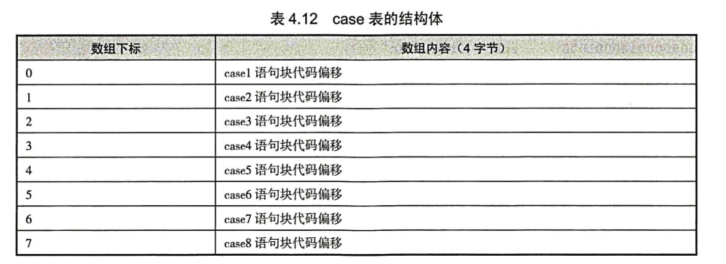 表 4.12 case 表的结构体
数组下标 数组内容（4 字节）
0 case1 语句块代码偏移
1 case2 语句块代码偏移
2 case3 语句块代码偏移
3 case4 语句块代码偏移
4 case5 语句块代码偏移
5 case6 语句块代码偏移
6 case7 语句块代码偏移
7 case8 语句块代码偏移